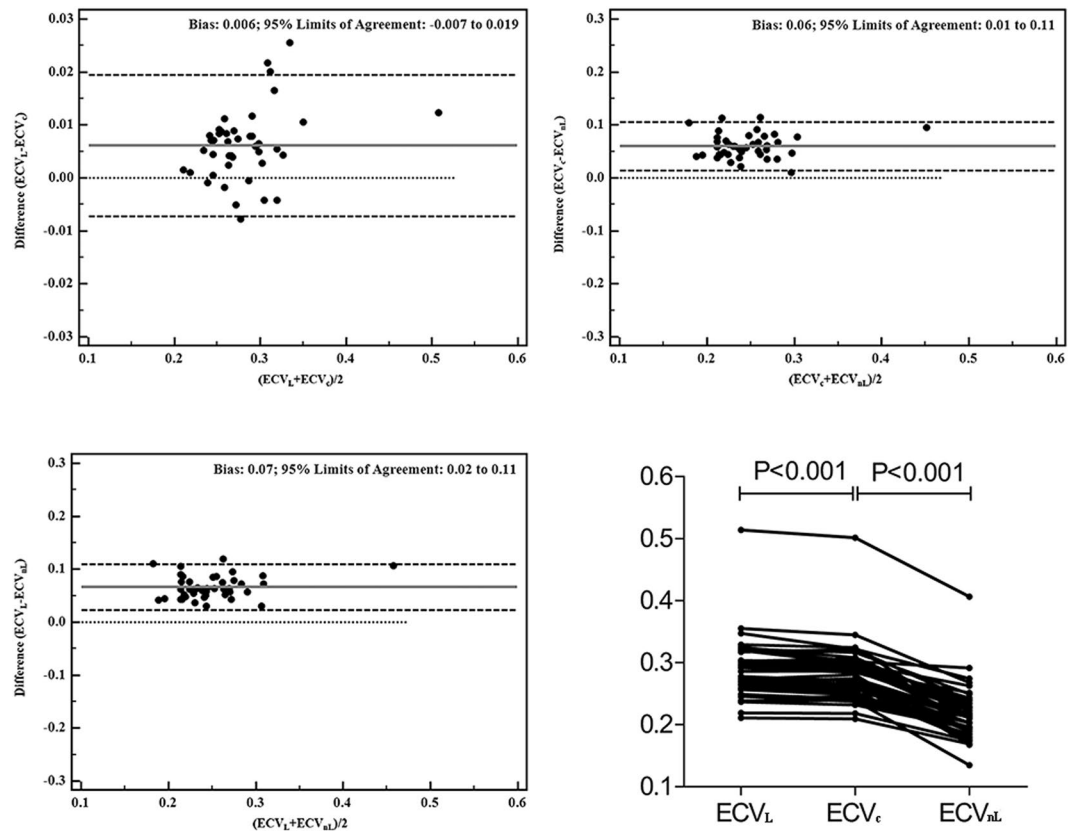 Bias: 0.006; 95% Limits of Agreement: -0.007 to 0.019
Difference (ECVL-ECVc)
0.03
0.02
0.01
0.00
-0.01
-0.02
-0.03
0.1 0.2 0.3 0.4 0.5 0.6
(ECVL+ECVc)/2
Bias: 0.06; 95% Limits of Agreement: 0.01 to 0.11
Difference (ECVc-ECVnL)
0.3
0.2
0.1
0.0
-0.1
-0.2
-0.3
0.1 0.2 0.3 0.4 0.5 0.6
(ECVc+ECVnL)/2
Bias: 0.07; 95% Limits of Agreement: 0.02 to 0.11
Difference (ECVL-ECVnL)
0.3
0.2
0.1
0.0
-0.1
-0.2
-0.3
0.1 0.2 0.3 0.4 0.5 0.6
(ECVL+ECVnL)/2
P<0.001 P<0.001
0.6
0.5
0.4
0.3
0.2
0.1
ECVL ECVc ECVnL